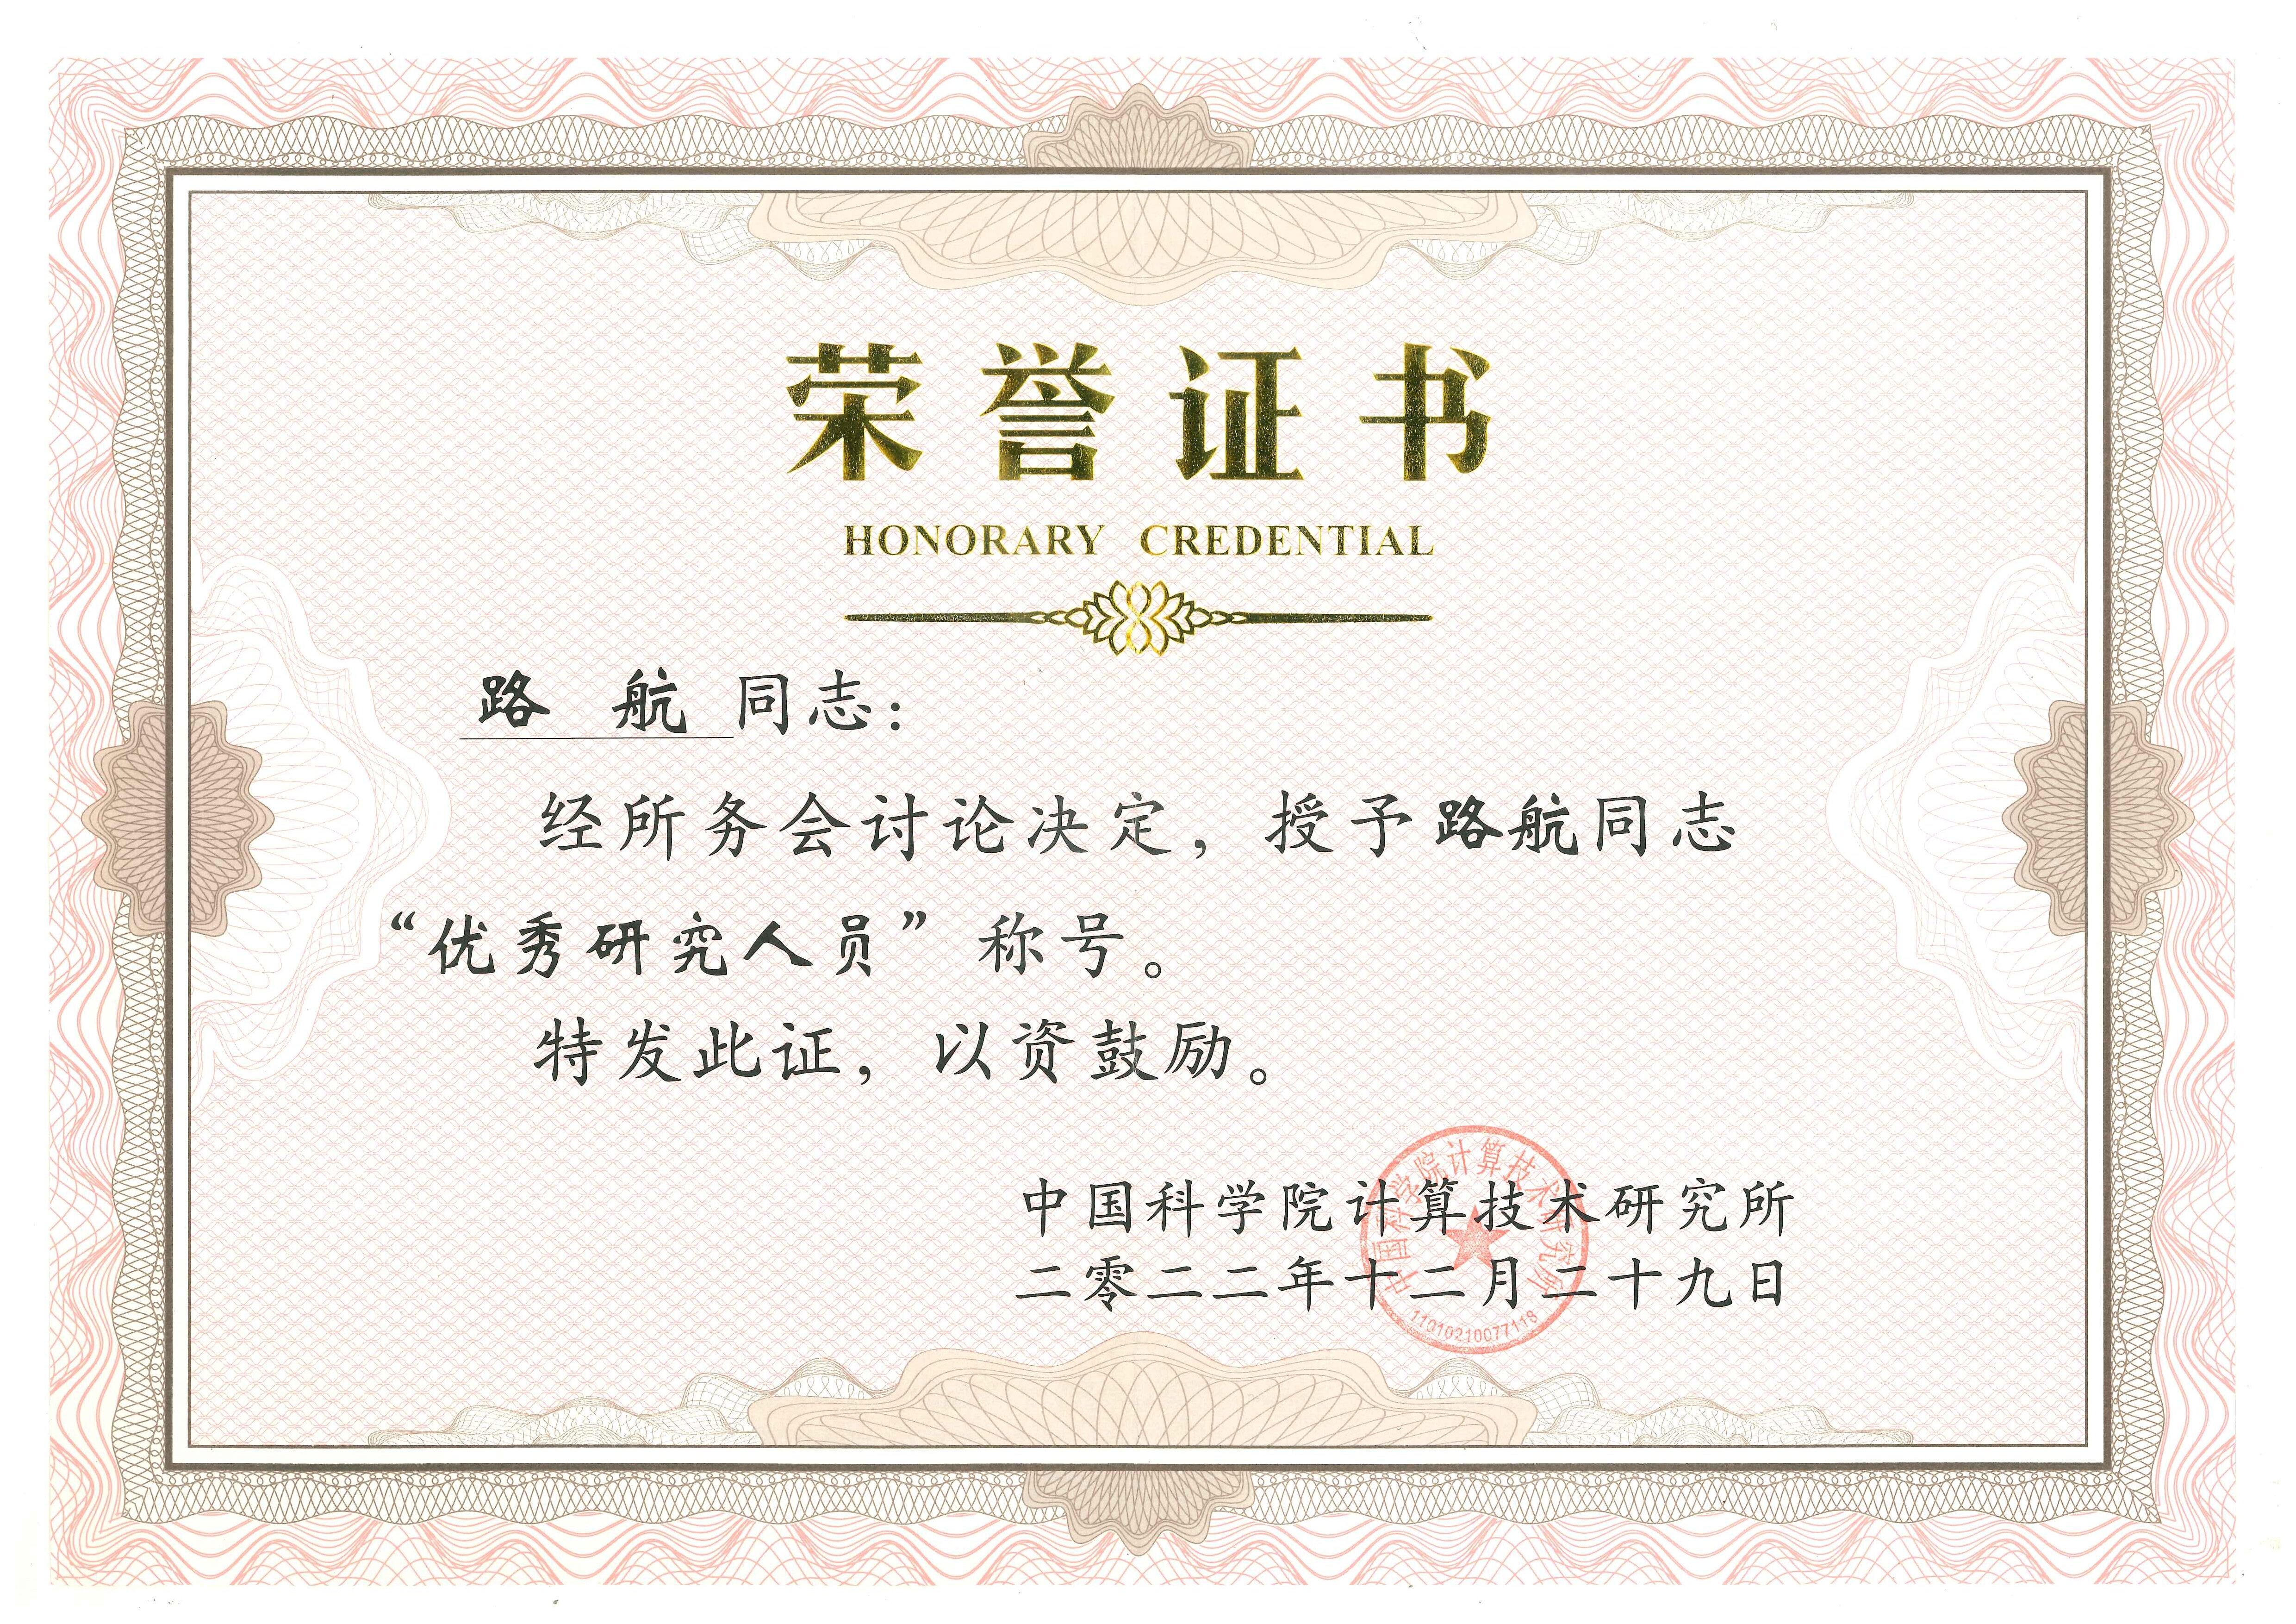 荣誉证书
HONORARY CREDENTIAL
路 航 同志：
经所务会讨论决定，授予路航同志
“优秀研究人员”称号。
特发此证，以资鼓励。
中国科学院计算技术研究所
二零二二年十二月二十九日
中国科学院计算技术研究所
11010210077118